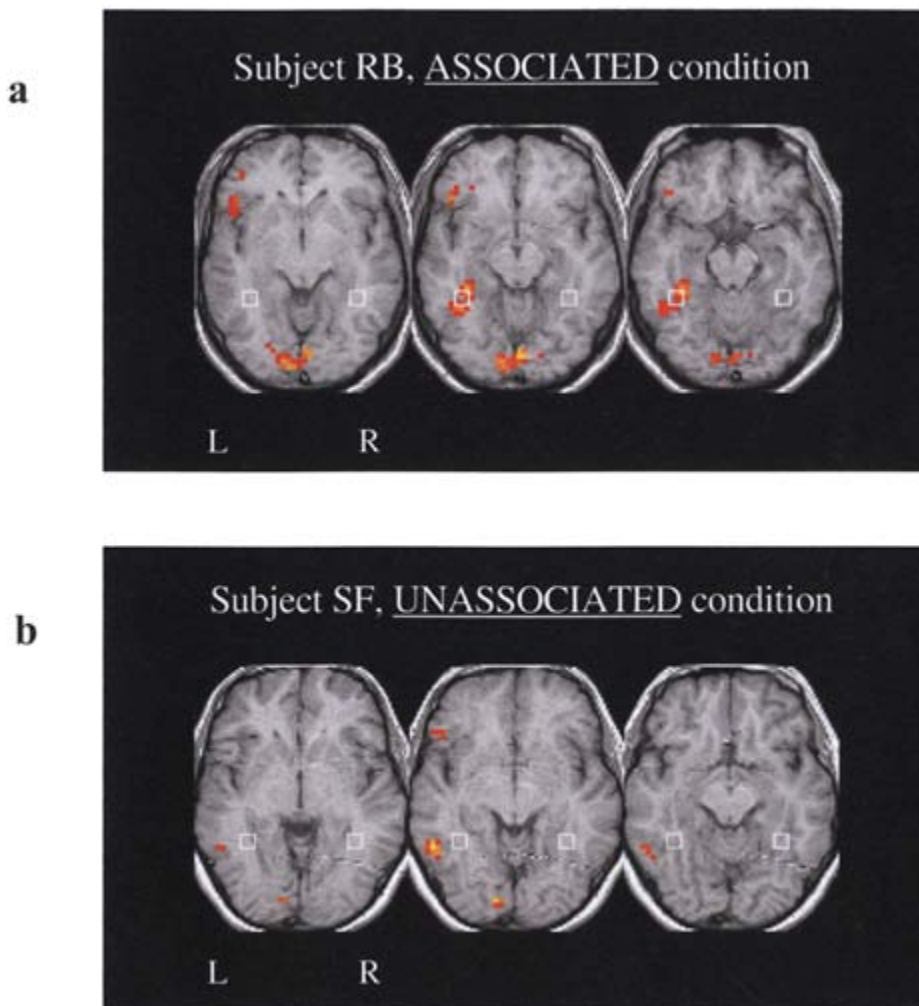 a
Subject RB, ASSOCIATED condition
L R
b
Subject SF, UNASSOCIATED condition
L R